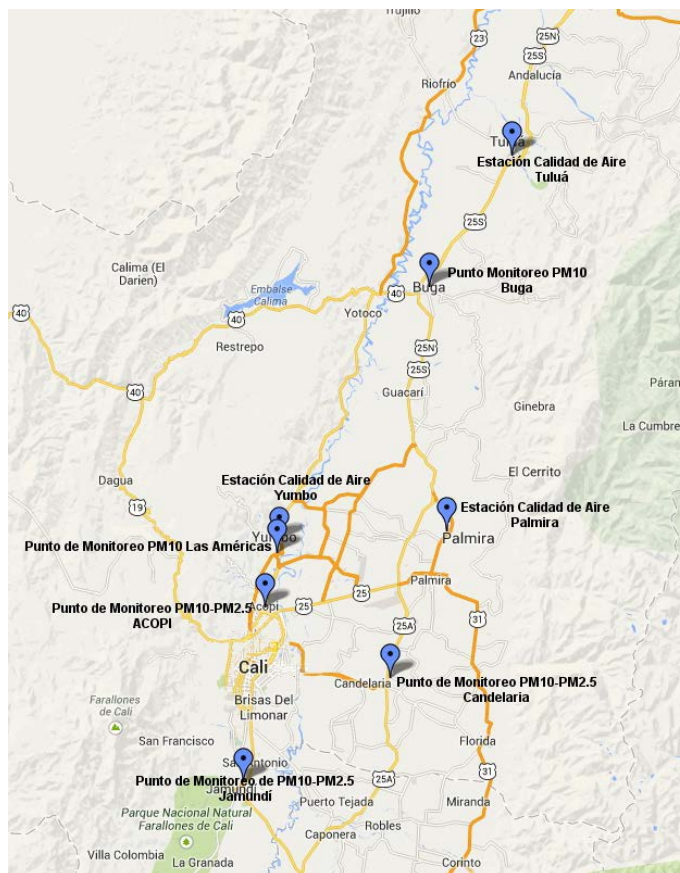 Trujillo
23
25N
25S
Andalucía
Riofrío
Tuluá
Estación Calidad de Aire
Tuluá
25S
Calima (El
Darien)
Embalse
Calima
Punto Monitoreo PM10
Buga
Buga
40
40
Yotoco
40
40
Restrepo
25N
25S
Guacarí
40
Ginebra
Páran
La Cumbre
Dagua
19
El Cerrito
Estación Calidad de Aire
Yumbo
Estación Calidad de Aire
Palmira
Yumbo
Palmira
Punto de Monitoreo PM10 Las Américas
Palmira
25
25
Acopi
Punto de Monitoreo PM10-PM2.5
ACOPI
31
25A
Cali
Candelaria
Punto de Monitoreo PM10-PM2.5
Candelaria
Brisas Del
Limonar
Farallones
de Cali
San Francisco
Florida
San Antonio
31
25A
Punto de Monitoreo de PM10-PM2.5
Jamundí
Jamundí
Puerto Tejada
Miranda
Parque Nacional Natural
Farallones de Cali
Robles
Caponera
Villa Colombia
La Granada
Corinto